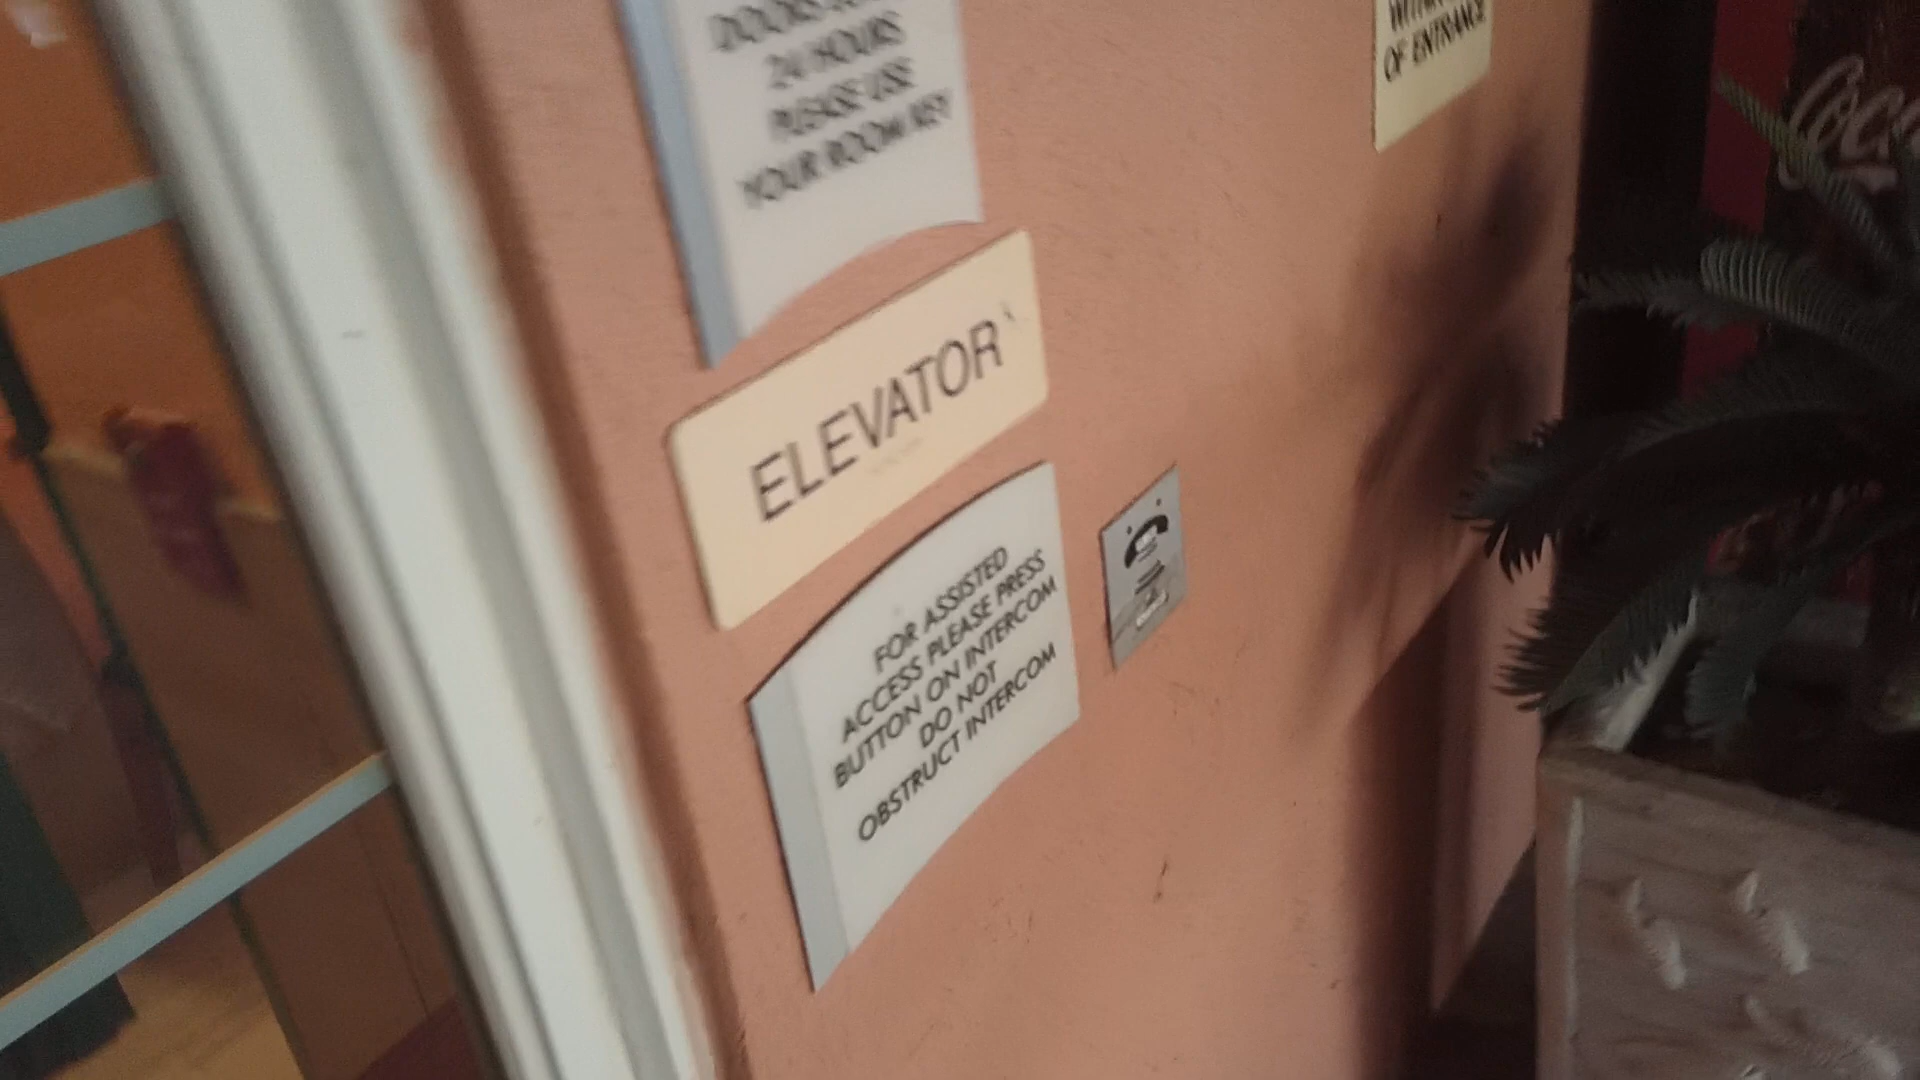 24 HOURS
PLEASE USE
YOUR ROOM KEY
OF ENTRANCE
ELEVATOR
FOR ASSISTED
ACCESS PLEASE PRESS
BUTTON ON INTERCOM
DO NOT
OBSTRUCT INTERCOM